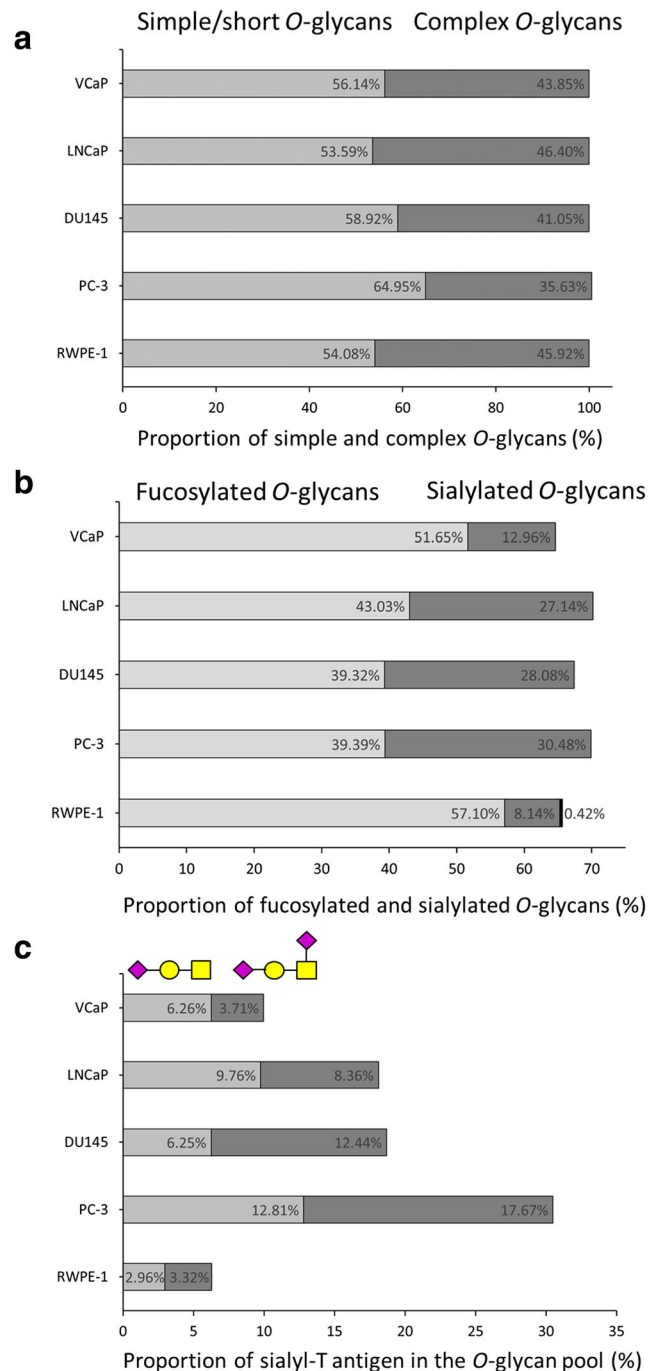 a
Simple/short O-glycans Complex O-glycans
VCaP 56.14% 43.85%
LNCaP 53.59% 46.40%
DU145 58.92% 41.05%
PC-3 64.95% 35.63%
RWPE-1 54.08% 45.92%
0 20 40 60 80 100
Proportion of simple and complex O-glycans (%)
b
Fucosylated O-glycans Sialylated O-glycans
VCaP 51.65% 12.96%
LNCaP 43.03% 27.14%
DU145 39.32% 28.08%
PC-3 39.39% 30.48%
RWPE-1 57.10% 8.14% 0.42%
0 10 20 30 40 50 60 70
Proportion of fucosylated and sialylated O-glycans (%)
c
VCaP 6.26% 3.71%
LNCaP 9.76% 8.36%
DU145 6.25% 12.44%
PC-3 12.81% 17.67%
RWPE-1 2.96% 3.32%
0 5 10 15 20 25 30 35
Proportion of sialyl-T antigen in the O-glycan pool (%)